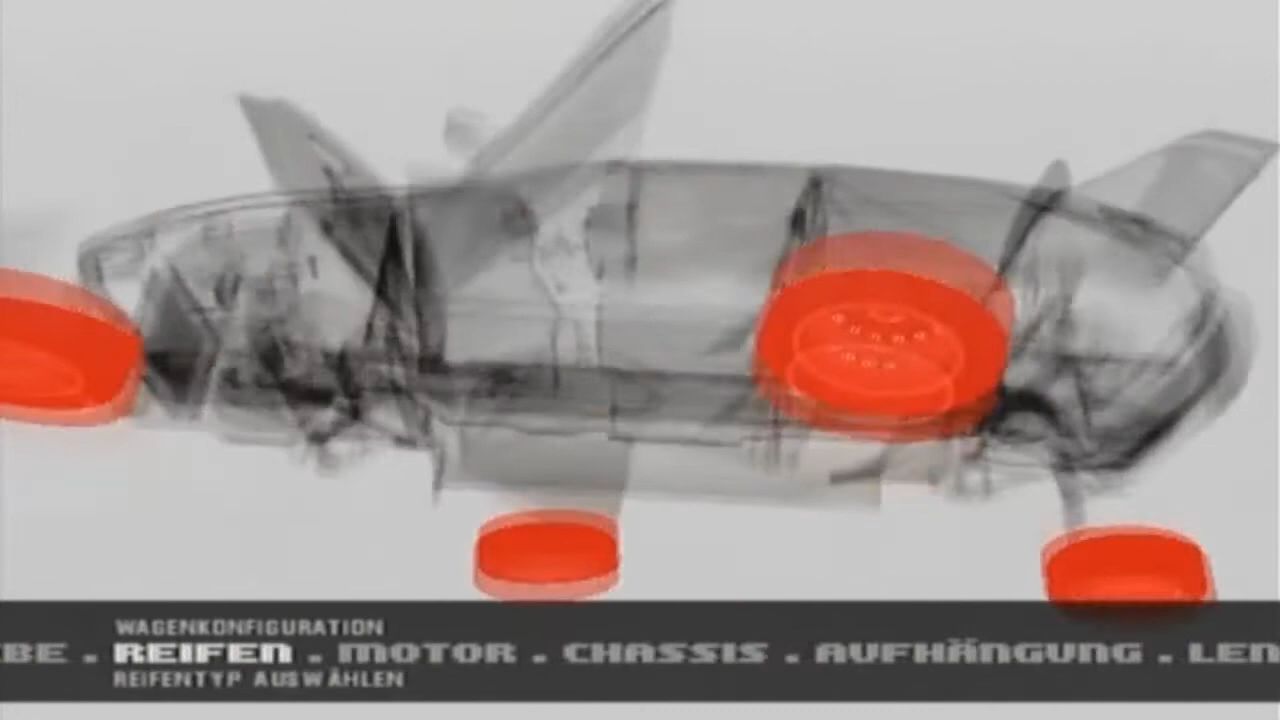 WAGENKONFIGURATION
BE . REIFEN . MOTOR . CHASSIS . AUFHÄNGUNG . LEN
REIFENTYP AUSWÄHLEN